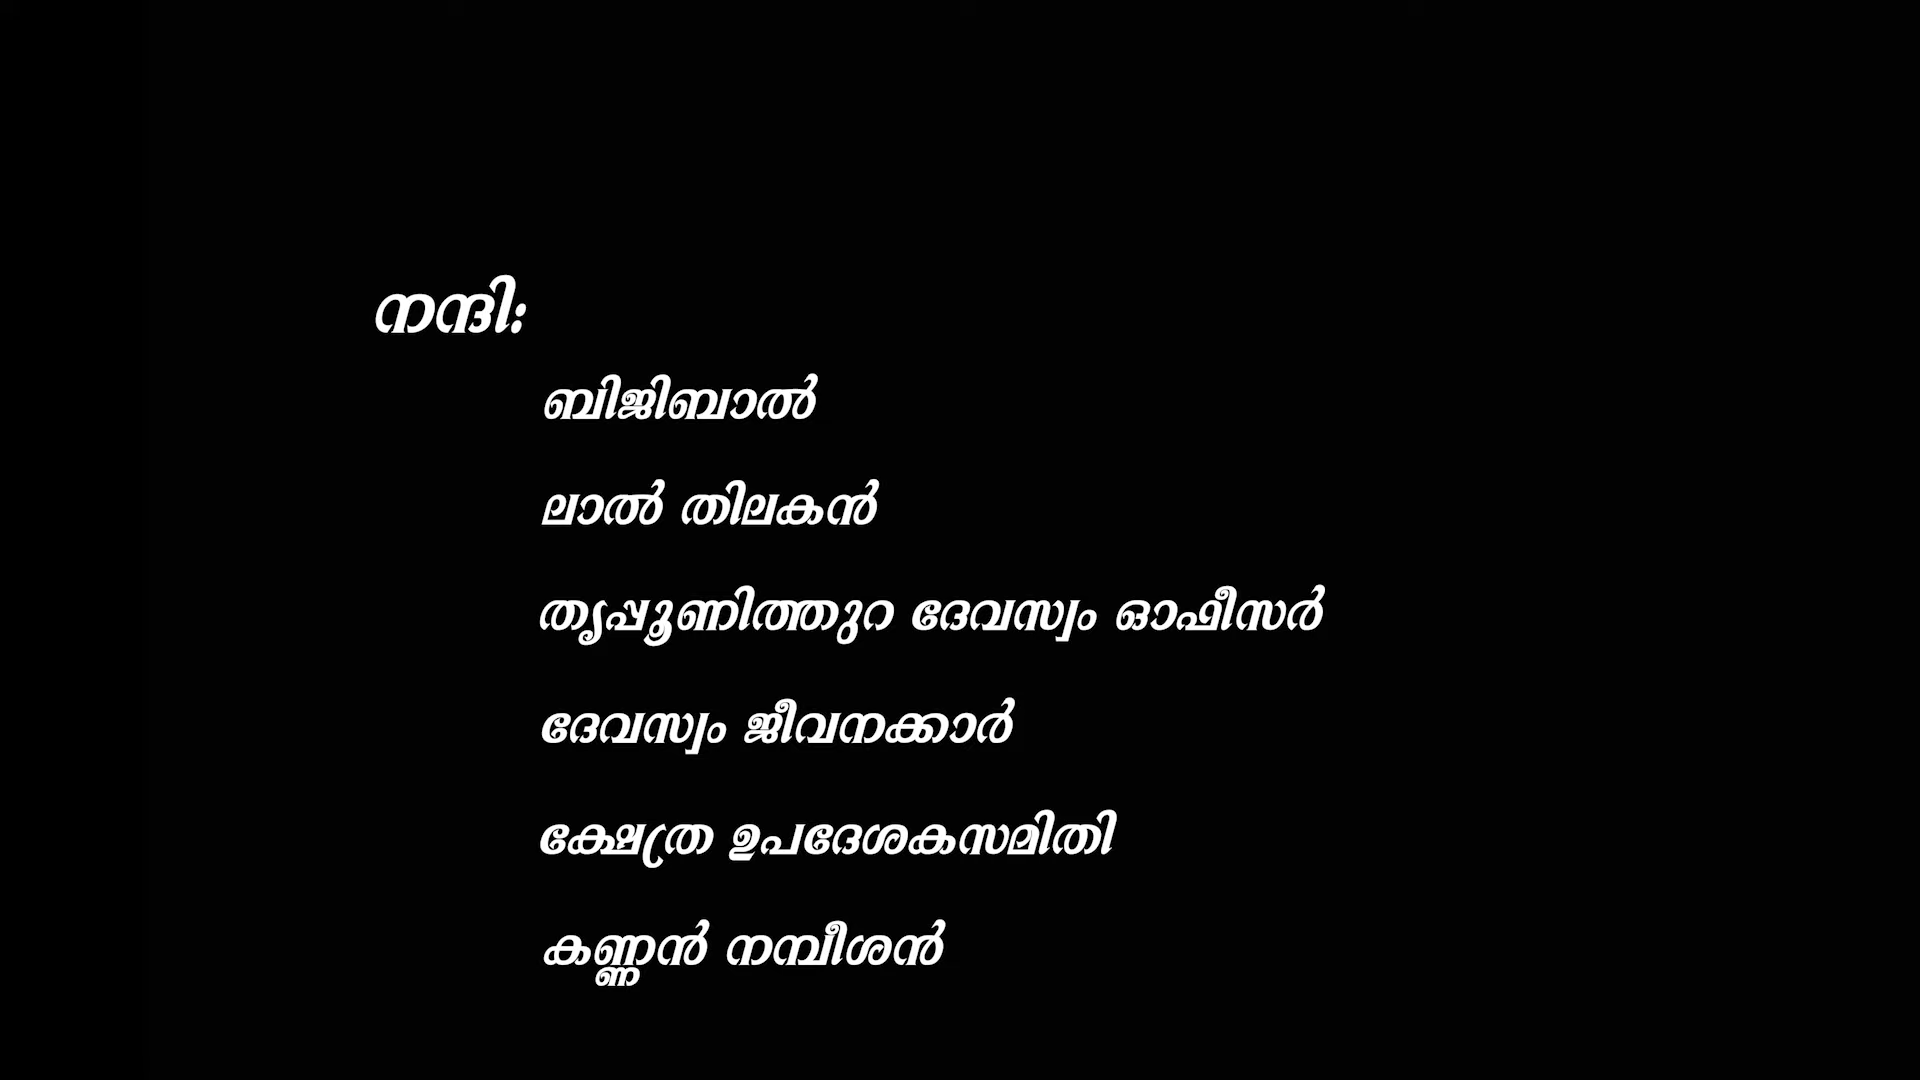 നന്ദി:
ബിജിബാൽ
ലാൽ തിലകൻ
തൃപ്പൂണിത്തുറ ദേവസ്വം ഓഫീസർ
ദേവസ്വം ജീവനക്കാർ
ക്ഷേത്ര ഉപദേശകസമിതി
കണ്ണൻ നമ്പീശൻ